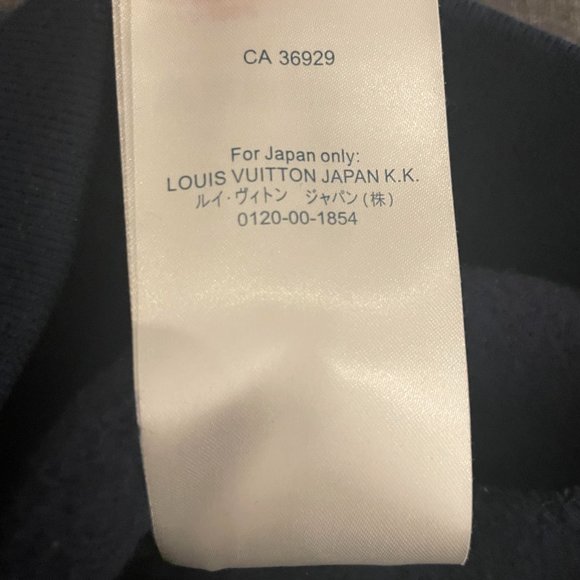 CA 36929
For Japan only:
LOUIS VUITTON JAPAN K.K.
ルイ・ヴィトン　ジャパン(株)
0120-00-1854